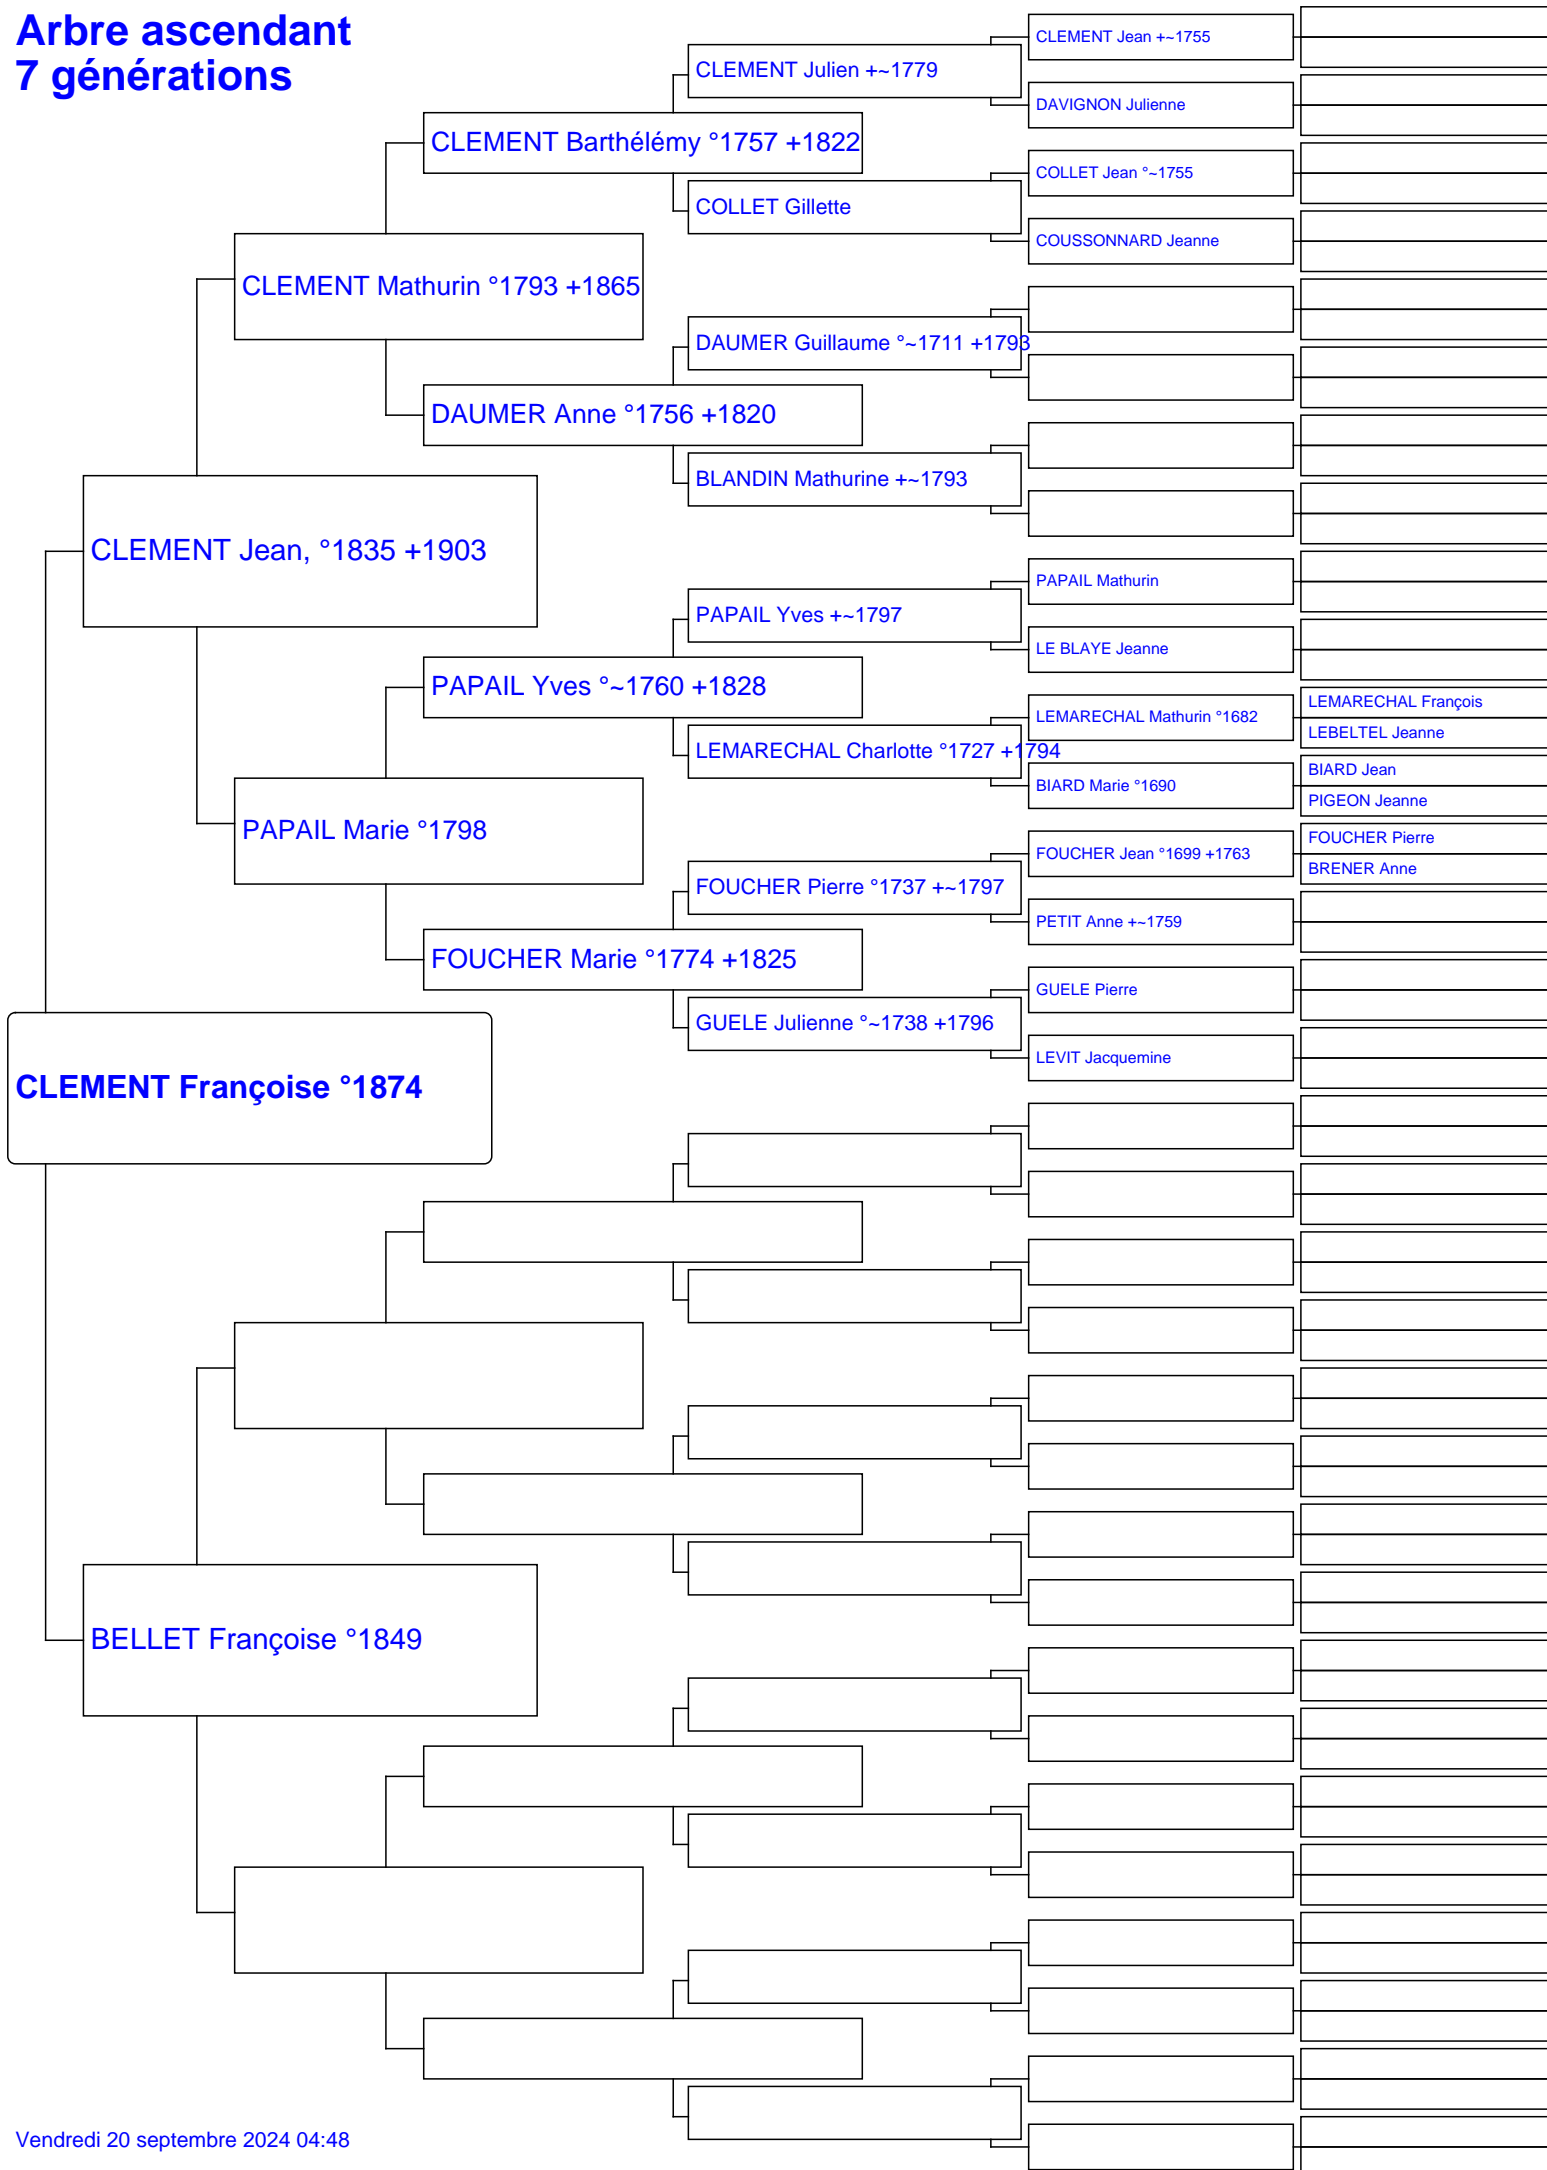 Arbre ascendant
7 générations
CLEMENT Françoise °1874
CLEMENT Jean, °1835 +1903
BELLET Françoise °1849
CLEMENT Mathurin °1793 +1865
PAPAIL Marie °1798
CLEMENT Barthélémy °1757 +1822
DAUMER Anne °1756 +1820
PAPAIL Yves °~1760 +1828
FOUCHER Marie °1774 +1825
CLEMENT Julien +~1779
COLLET Gillette
DAUMER Guillaume °~1711 +1793
BLANDIN Mathurine +~1793
PAPAIL Yves +~1797
LEMARECHAL Charlotte °1727 +1794
FOUCHER Pierre °1737 +~1797
GUELE Julienne °~1738 +1796
CLEMENT Jean +~1755
DAVIGNON Julienne
COLLET Jean °~1755
COUSSONNARD Jeanne
PAPAIL Mathurin
LE BLAYE Jeanne
LEMARECHAL Mathurin °1682
BIARD Marie °1690
FOUCHER Jean °1699 +1763
PETIT Anne +~1759
GUELE Pierre
LEVIT Jacquemine
LEMARECHAL François
LEBELTEL Jeanne
BIARD Jean
PIGEON Jeanne
FOUCHER Pierre
BRENER Anne
Vendredi 20 septembre 2024 04:48